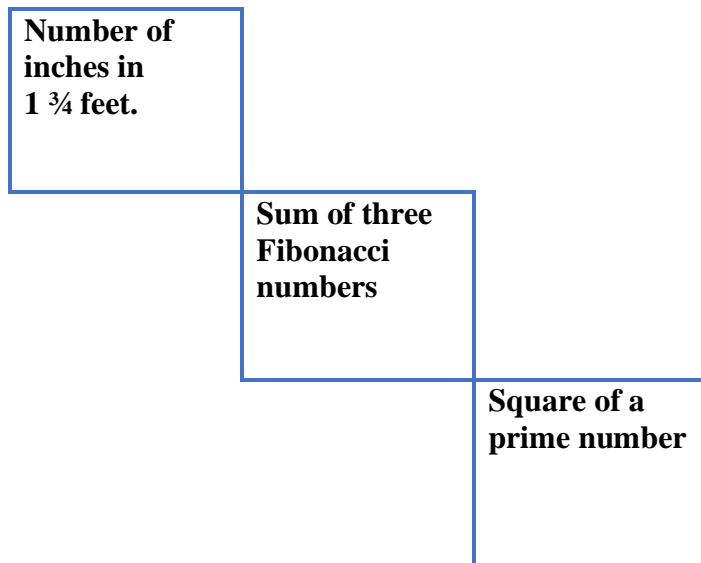 Number of
inches in
1 ¾ feet.
Sum of three
Fibonacci
numbers
Square of a
prime number